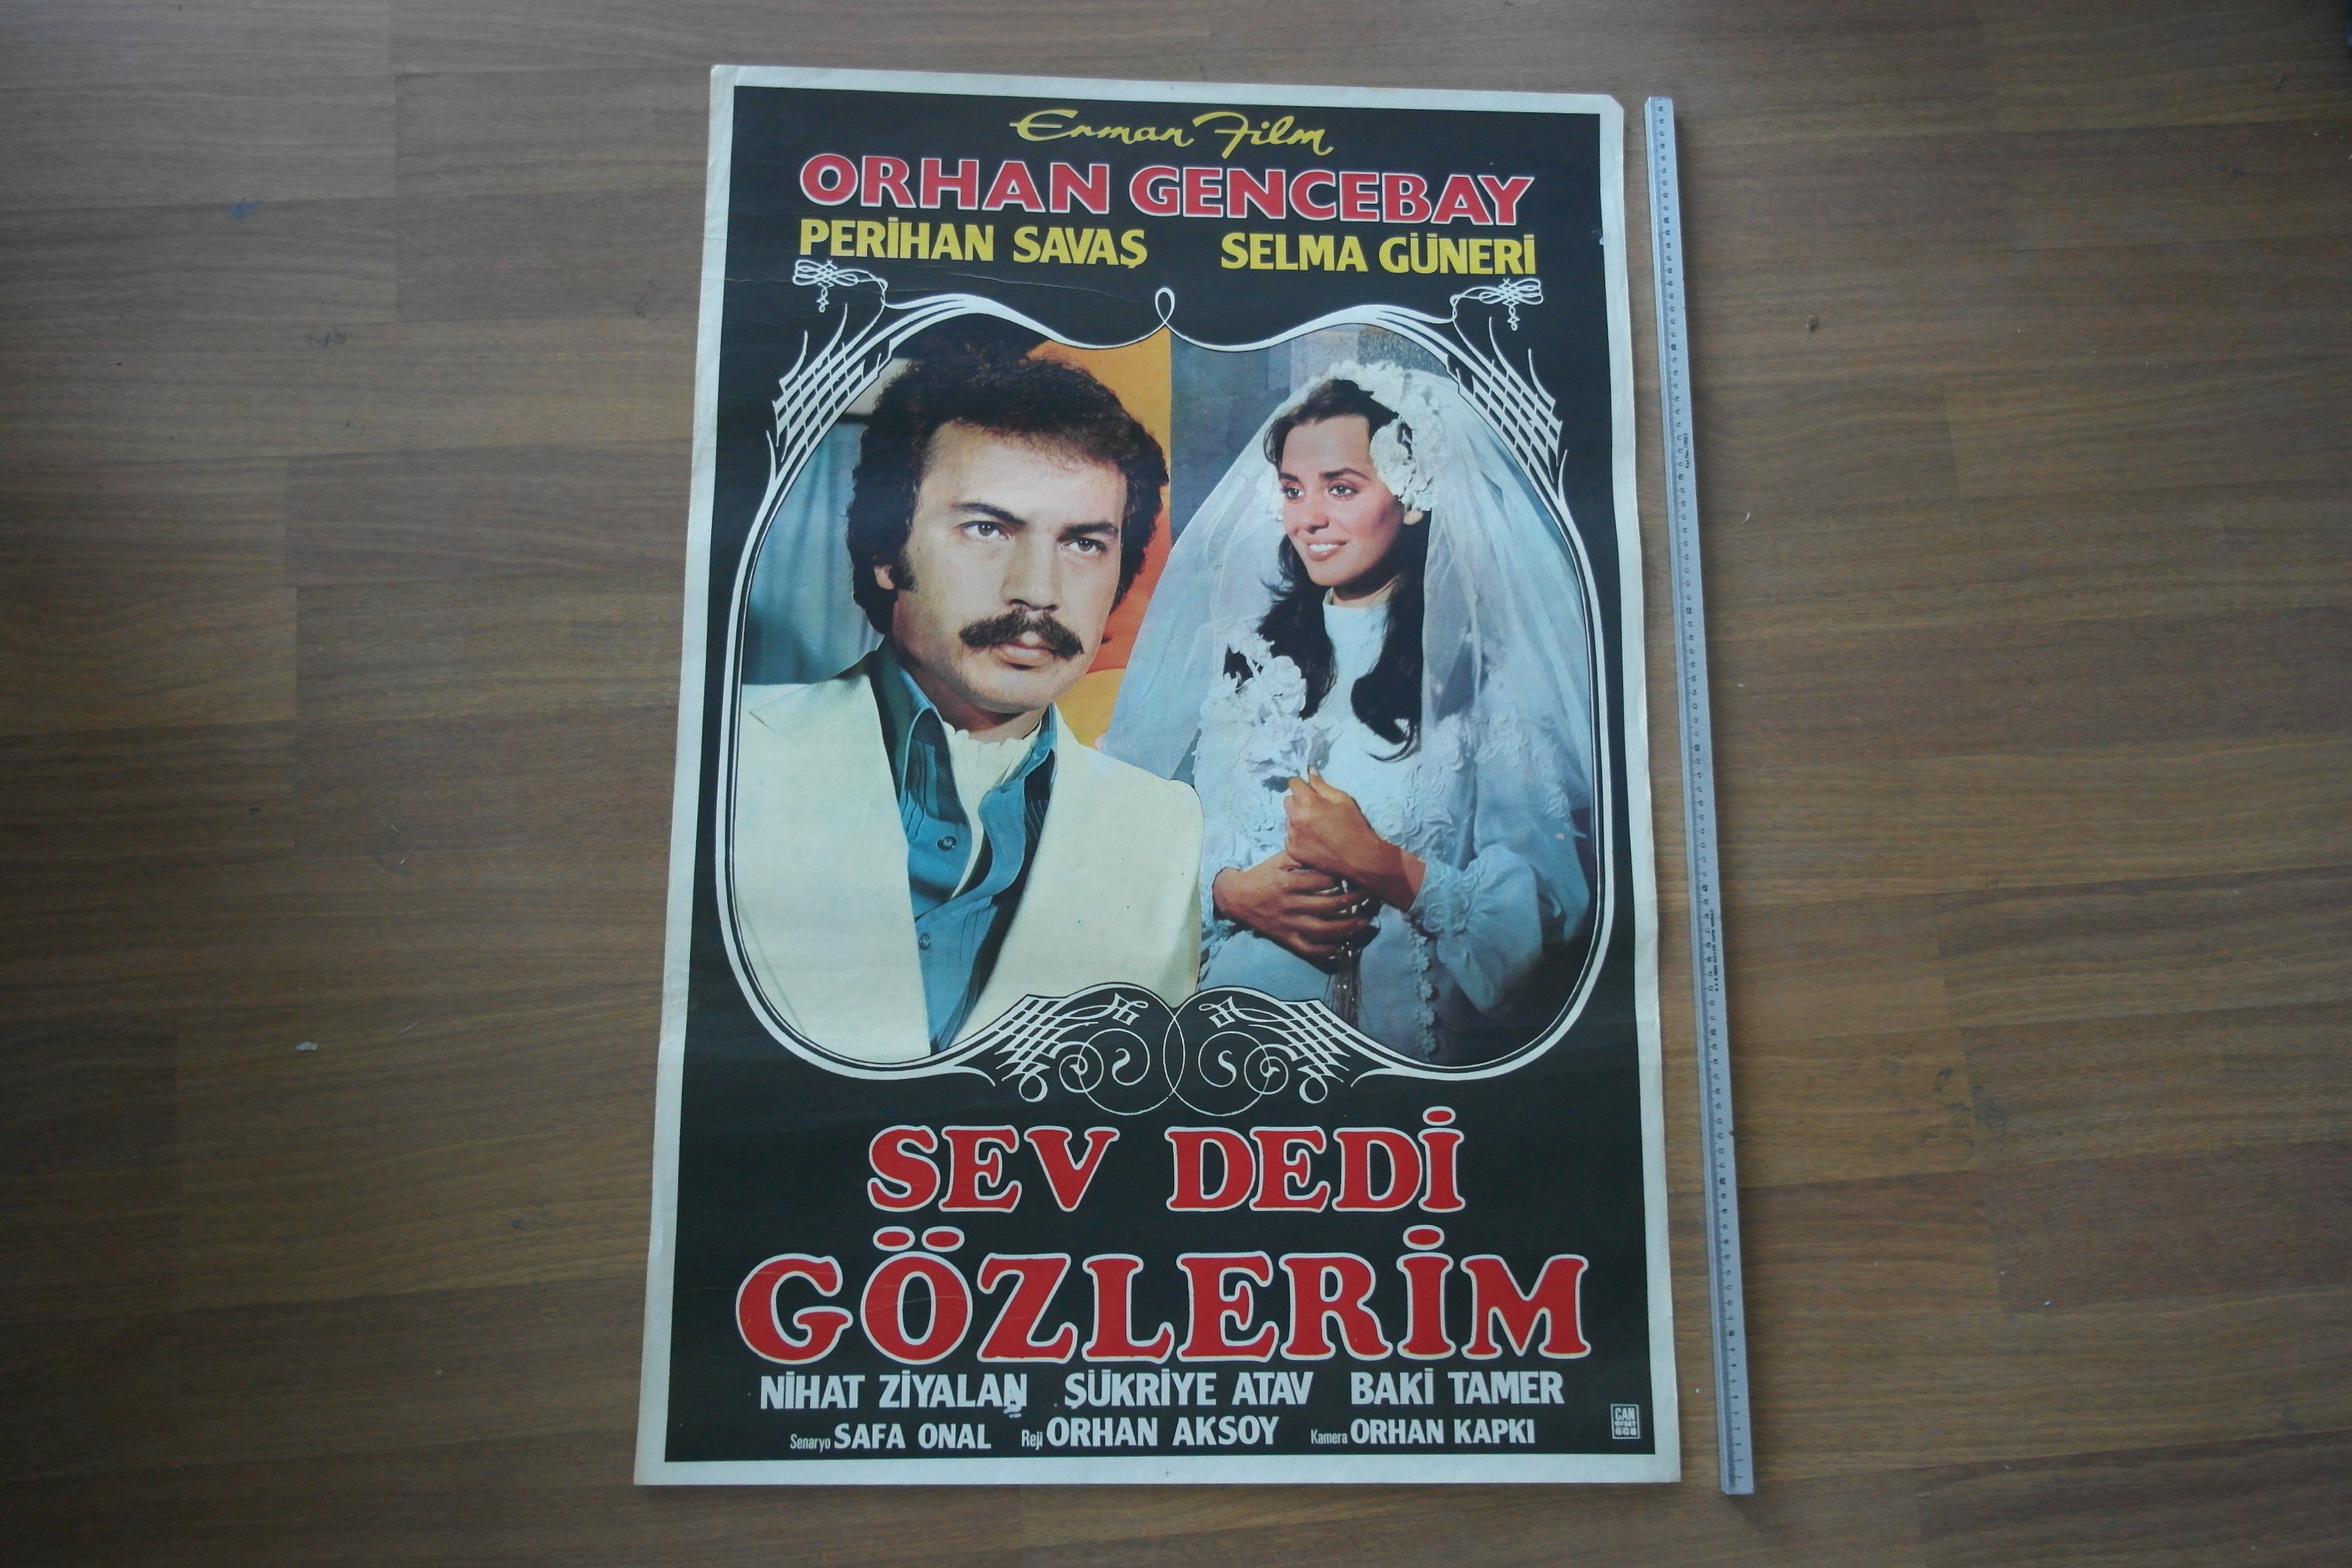 Erman Film
ORHAN GENCEBAY
PERİHAN SAVAŞ SELMA GÜNERİ
SEV DEDİ
GÖZLERİM
NİHAT ZİYALAN ŞÜKRİYE ATAV BAKİ TAMER
Senaryo SAFA ONAL Reji ORHAN AKSOY Kamera ORHAN KAPKI
CAN